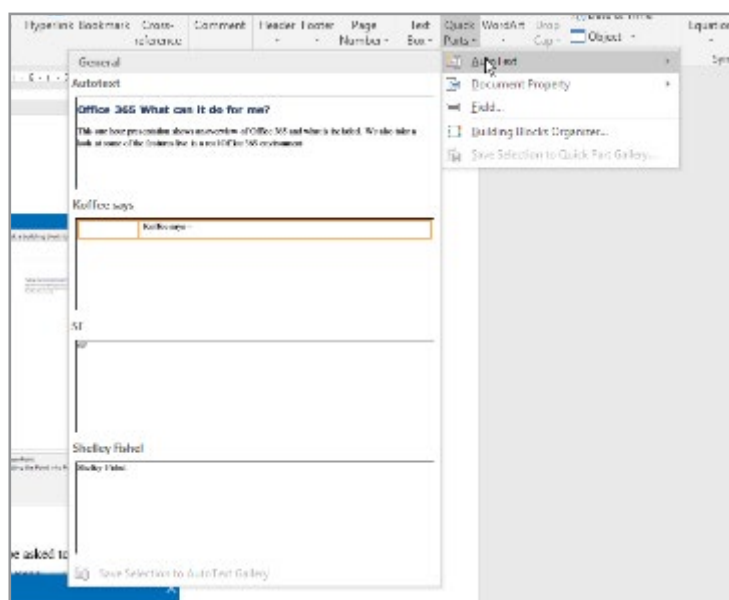 Hyperlink Bookmark Cross-reference Comment Header Footer Page Number Text Box Quick Parts WordArt Drop Cap Object Equation
General
Autotext
Office 365 What can it do for me?
This one hour presentation shows an overview of Office 365 and what is included. We also take a
look at some of the features live in a real Office 365 environment
Koffee says
Koffee says –
SF
Shelley Fishel
Shelley Fishel
Save Selection to AutoText Gallery
AutoText
Document Property
Field...
Building Blocks Organizer...
Save Selection to Quick Part Gallery...
be asked to